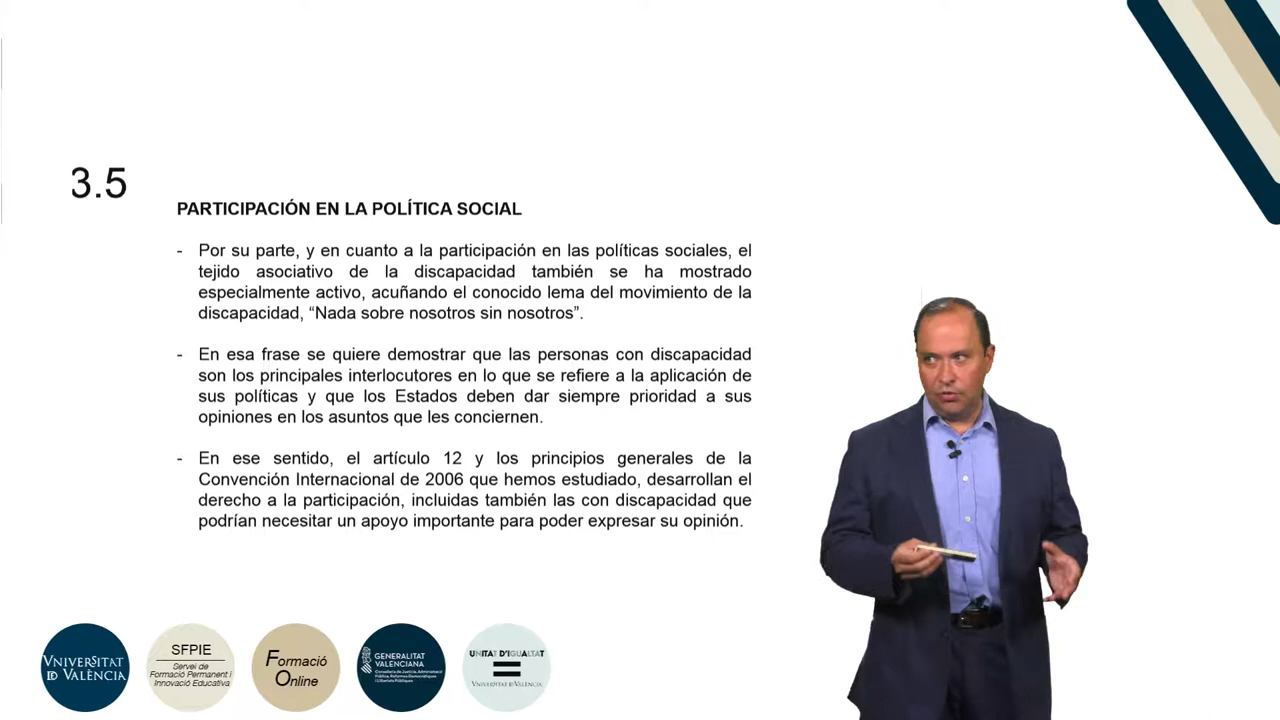 3.5
PARTICIPACIÓN EN LA POLÍTICA SOCIAL
- Por su parte, y en cuanto a la participación en las políticas sociales, el
tejido asociativo de la discapacidad también se ha mostrado
especialmente activo, acuñando el conocido lema del movimiento de la
discapacidad, “Nada sobre nosotros sin nosotros”.
- En esa frase se quiere demostrar que las personas con discapacidad
son los principales interlocutores en lo que se refiere a la aplicación de
sus políticas y que los Estados deben dar siempre prioridad a sus
opiniones en los asuntos que les conciernen.
- En ese sentido, el artículo 12 y los principios generales de la
Convención Internacional de 2006 que hemos estudiado, desarrollan el
derecho a la participación, incluidas también las con discapacidad que
podrían necesitar un apoyo importante para poder expresar su opinión.
VNIVERSITAT
ID VALÈNCIA
SFPIE
Servei de
Formació Permanent i
Innovació Educativa
Formació
Online
GENERALITAT
VALENCIANA
Conselleria de Justícia, Administració
Pública, Reformes Democràtiques
i Llibertats Públiques
UNITAT D'IGUALTAT
VNIVERSITAT ID VALÈNCIA